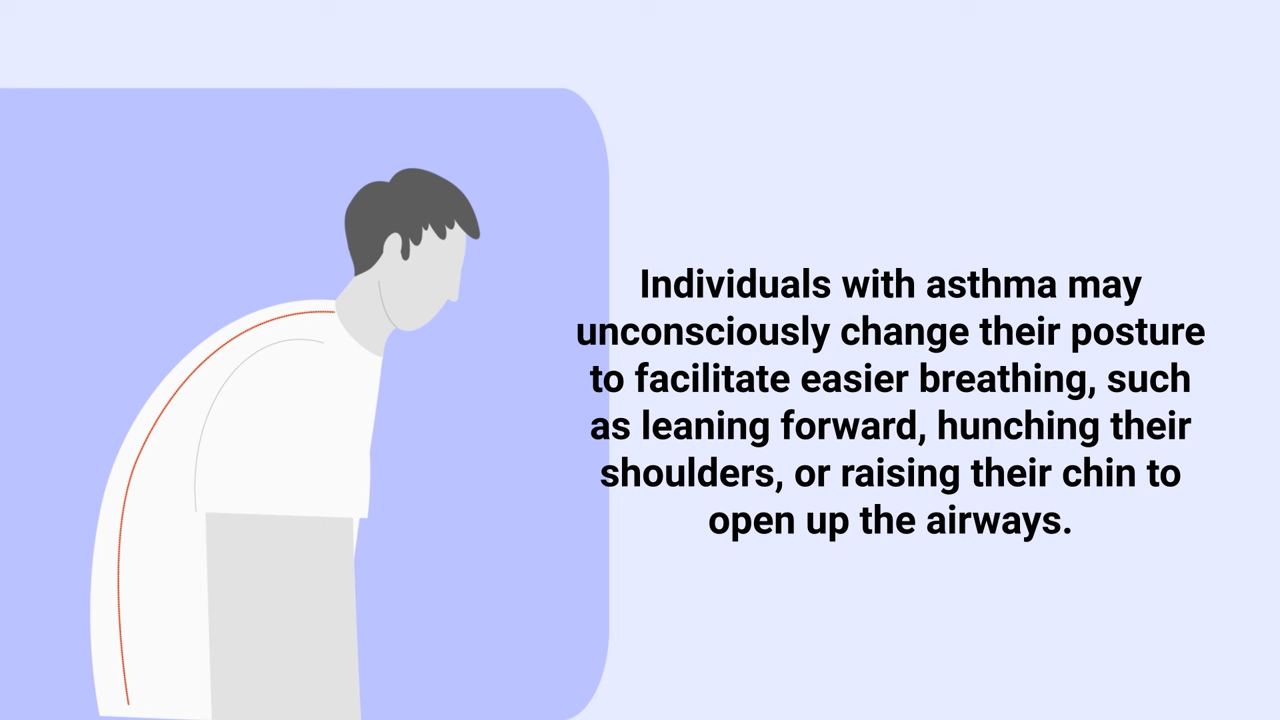 Individuals with asthma may
unconsciously change their posture
to facilitate easier breathing, such
as leaning forward, hunching their
shoulders, or raising their chin to
open up the airways.